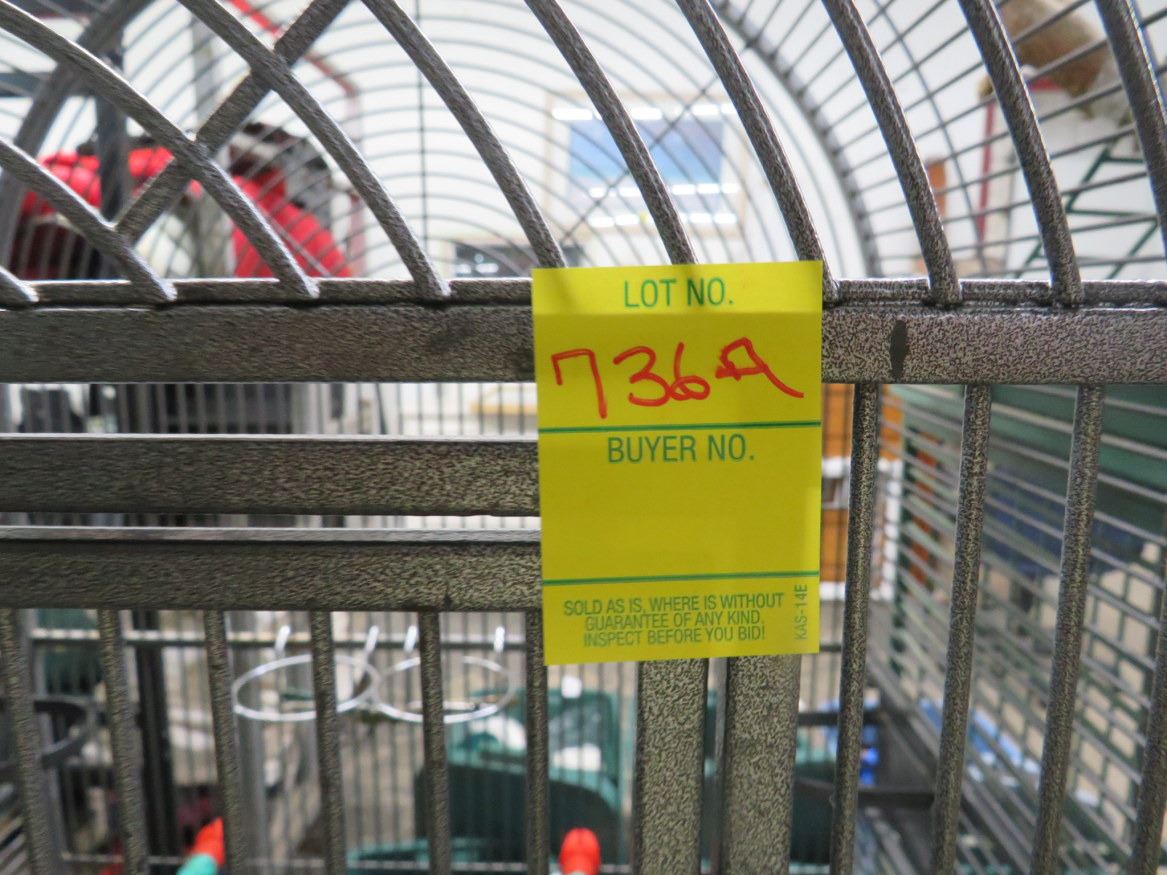 LOT NO.
736A
BUYER NO.
SOLD AS IS, WHERE IS WITHOUT
GUARANTEE OF ANY KIND.
INSPECT BEFORE YOU BID!
KAS-14E